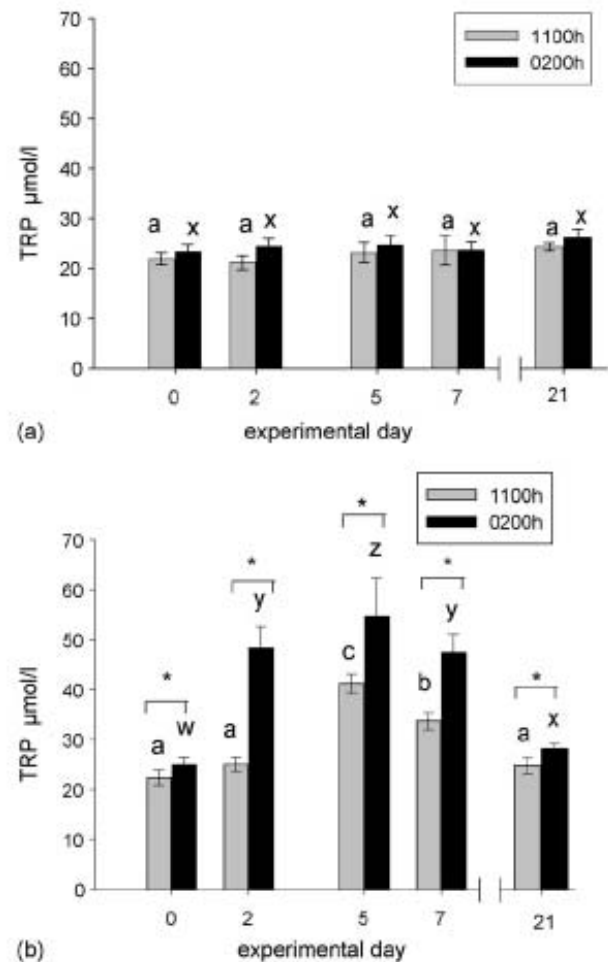 70
60
50
40
30
20
10
0
TRP µmol/l
1100h
0200h
a x a x a x a x a x
0 2 5 7 21
(a) experimental day
1100h
0200h
70
60
50
40
30
20
10
0
TRP µmol/l
* * * * *
a w a y c z b y a x
0 2 5 7 21
(b) experimental day